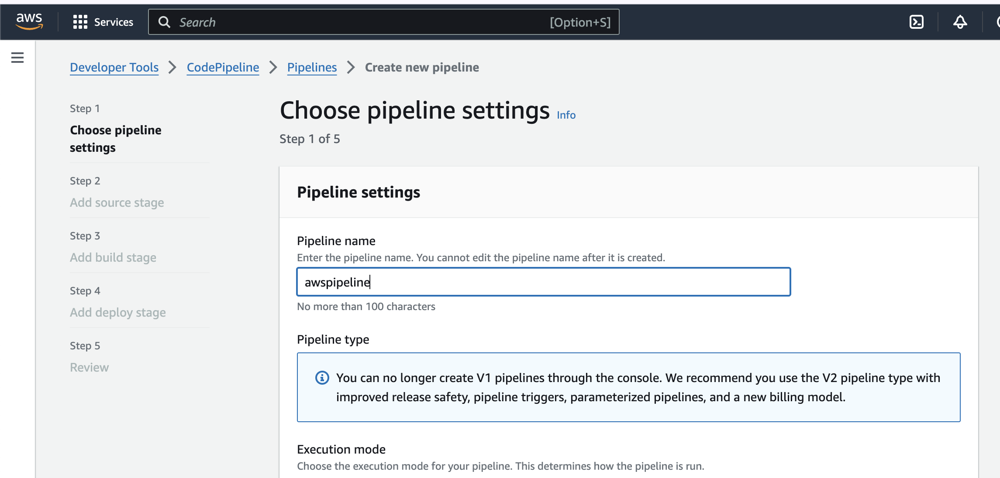 aws
Services
Search
[Option+S]
Developer Tools
CodePipeline
Pipelines
Create new pipeline
Step 1
Choose pipeline
settings
Step 2
Add source stage
Step 3
Add build stage
Step 4
Add deploy stage
Step 5
Review
Choose pipeline settings
Info
Step 1 of 5
Pipeline settings
Pipeline name
Enter the pipeline name. You cannot edit the pipeline name after it is created.
awspipeline
No more than 100 characters
Pipeline type
You can no longer create V1 pipelines through the console. We recommend you use the V2 pipeline type with
improved release safety, pipeline triggers, parameterized pipelines, and a new billing model.
Execution mode
Choose the execution mode for your pipeline. This determines how the pipeline is run.